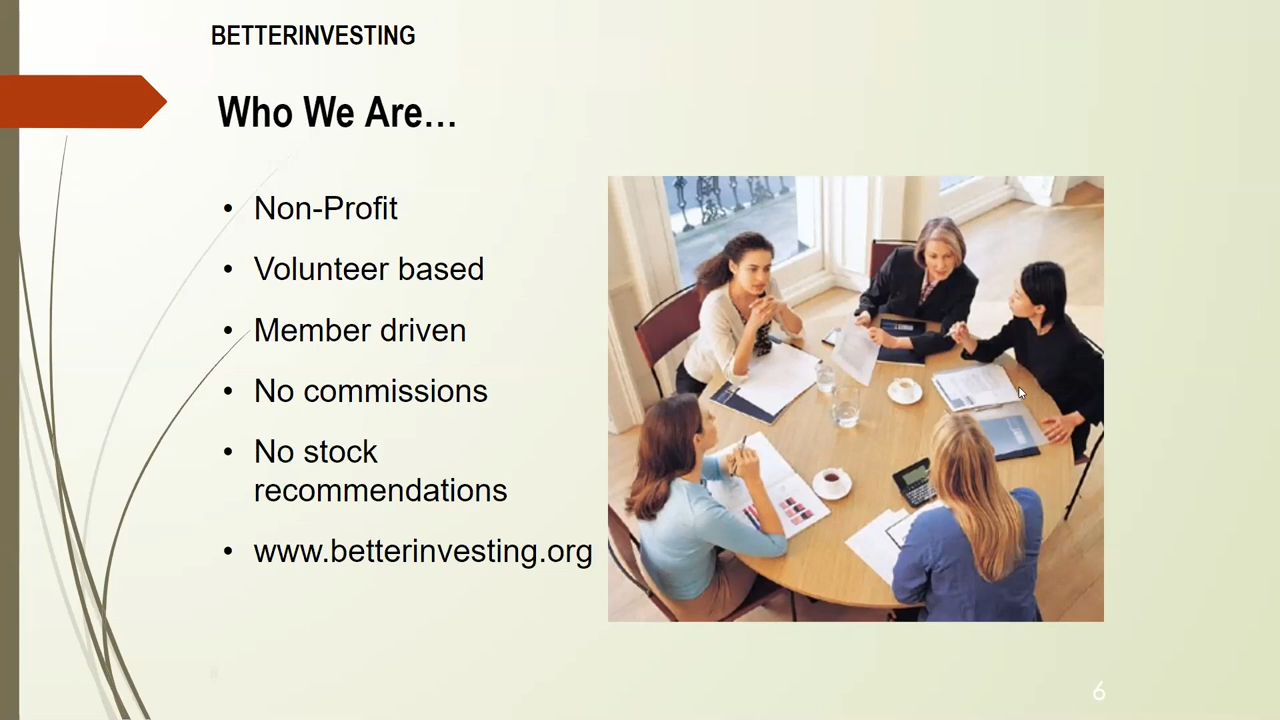 BETTERINVESTING
Who We Are…
• Non-Profit
• Volunteer based
• Member driven
• No commissions
• No stock
recommendations
• www.betterinvesting.org
6